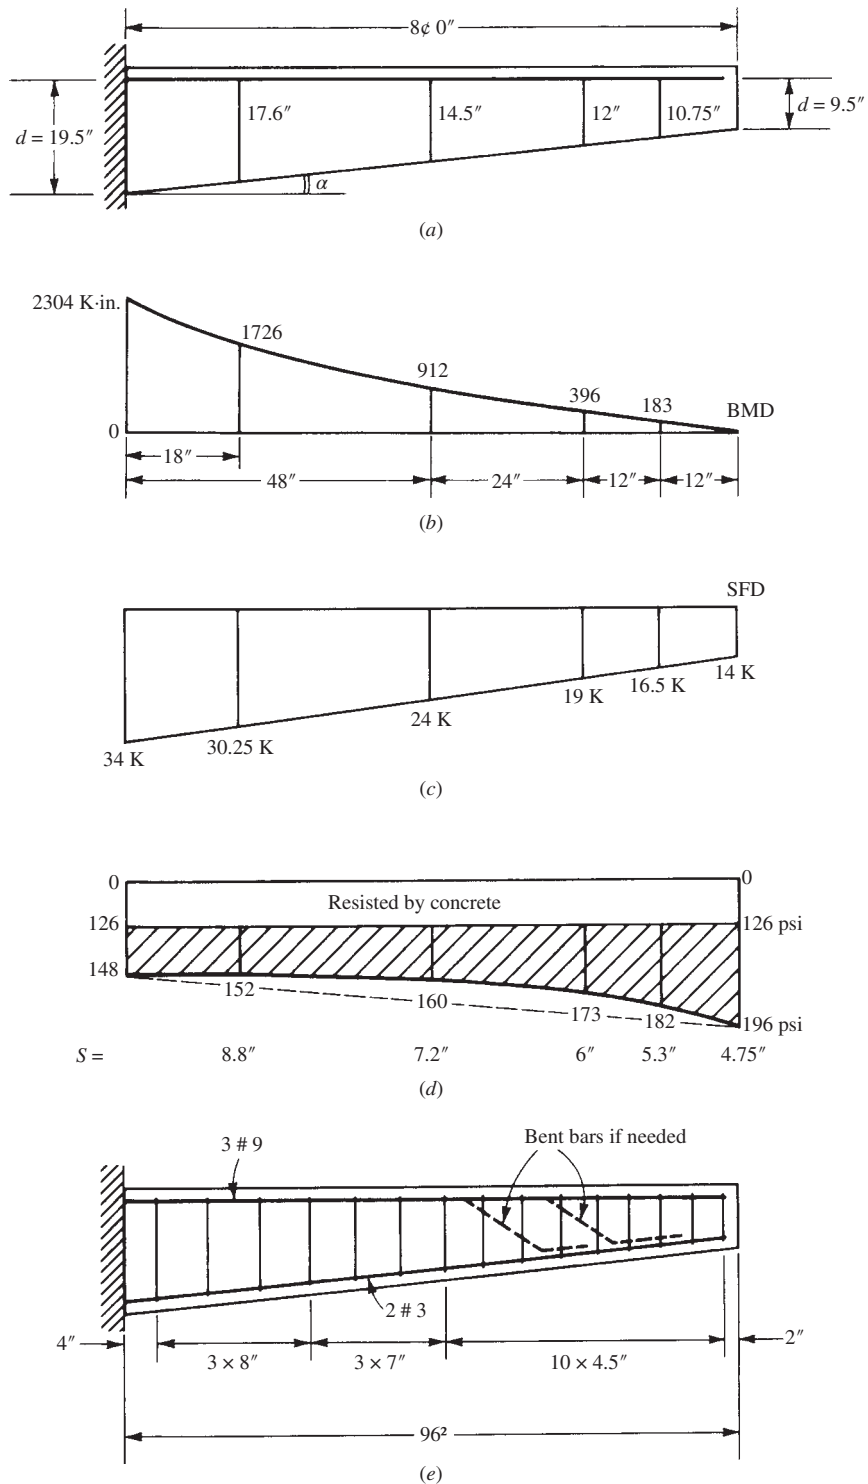 8¢ 0″
d = 19.5″
17.6″
14.5″
12″
10.75″
d = 9.5″
α
(a)
2304 K·in.
1726
912
396
183
BMD
0
18″
48″
24″
12″
12″
(b)
SFD
34 K
30.25 K
24 K
19 K
16.5 K
14 K
(c)
0
0
Resisted by concrete
126
126 psi
148
152
160
173
182
196 psi
S =
8.8″
7.2″
6″
5.3″
4.75″
(d)
3 # 9
Bent bars if needed
2 # 3
4″
3 × 8″
3 × 7″
10 × 4.5″
2″
96²
(e)